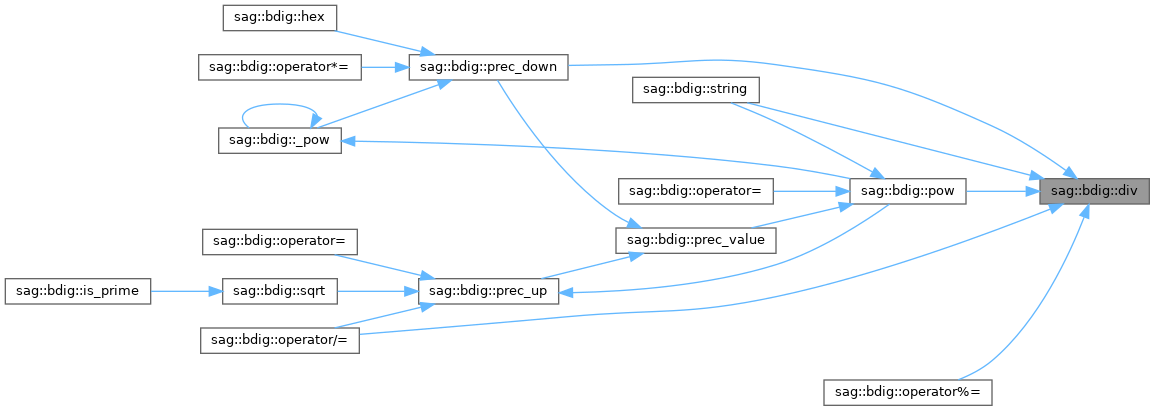 sag::bdig::hex
sag::bdig::operator*=
sag::bdig::prec_down
sag::bdig::string
sag::bdig::_pow
sag::bdig::operator=
sag::bdig::pow
sag::bdig::div
sag::bdig::operator=
sag::bdig::prec_value
sag::bdig::is_prime
sag::bdig::sqrt
sag::bdig::prec_up
sag::bdig::operator/=
sag::bdig::operator%=